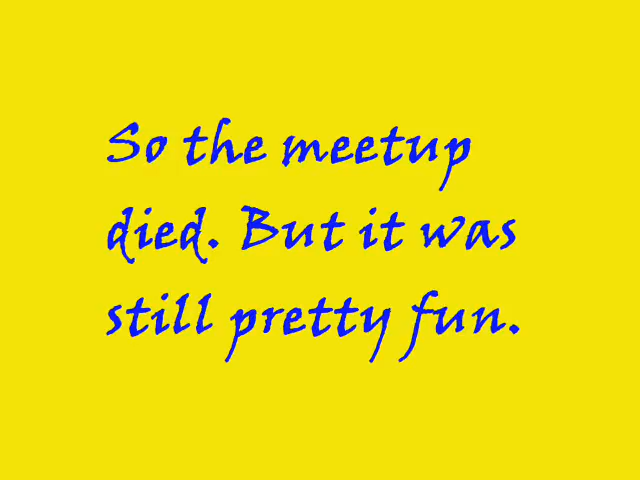 So the meetup
died. But it was
still pretty fun.